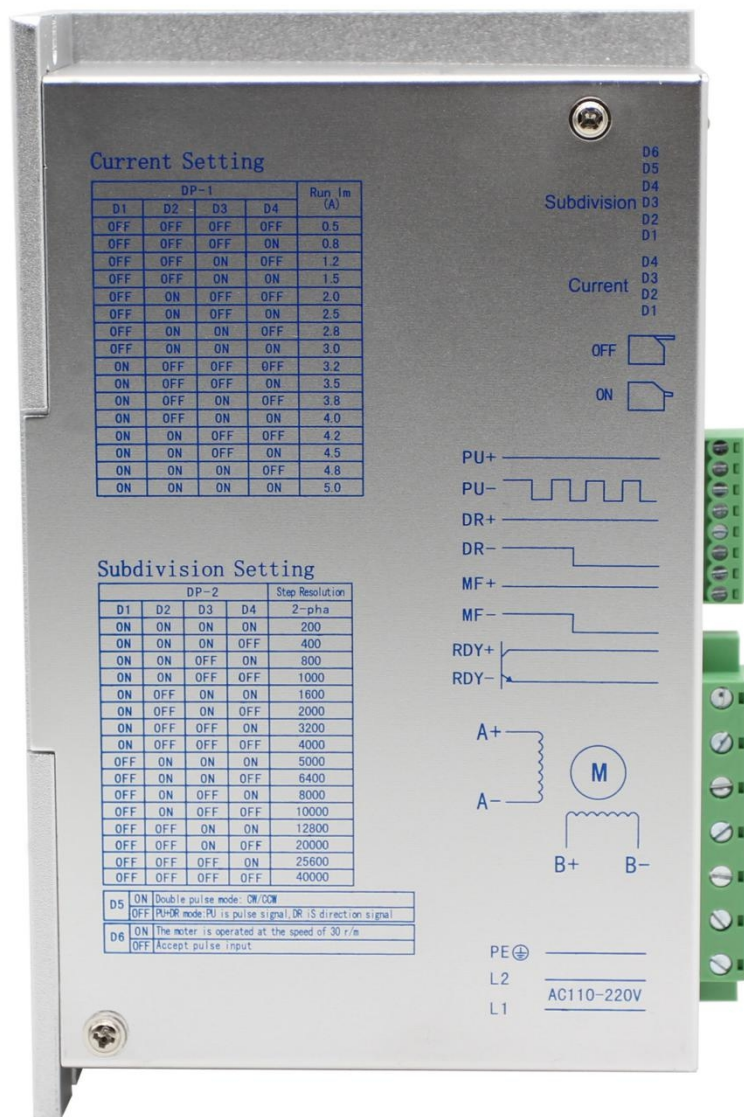 Current Setting
DP-1 Run Im (A)
D1 D2 D3 D4
OFF OFF OFF OFF 0.5
OFF OFF OFF ON 0.8
OFF OFF ON OFF 1.2
OFF OFF ON ON 1.5
OFF ON OFF OFF 2.0
OFF ON OFF ON 2.5
OFF ON ON OFF 2.8
OFF ON ON ON 3.0
ON OFF OFF OFF 3.2
ON OFF OFF ON 3.5
ON OFF ON OFF 3.8
ON OFF ON ON 4.0
ON ON OFF OFF 4.2
ON ON OFF ON 4.5
ON ON ON OFF 4.8
ON ON ON ON 5.0
Subdivision Setting
DP-2 Step Resolution
D1 D2 D3 D4 2-pha
ON ON ON ON 200
ON ON ON OFF 400
ON ON OFF ON 800
ON ON OFF OFF 1000
ON OFF ON ON 1600
ON OFF ON OFF 2000
ON OFF OFF ON 3200
ON OFF OFF OFF 4000
OFF ON ON ON 5000
OFF ON ON OFF 6400
OFF ON OFF ON 8000
OFF ON OFF OFF 10000
OFF OFF ON ON 12800
OFF OFF ON OFF 20000
OFF OFF OFF ON 25600
OFF OFF OFF OFF 40000
D5 ON Double pulse mode: CW/CCW
OFF PU+DR mode:PU is pulse signal,DR iS direction signal
D6 ON The moter is operated at the speed of 30 r/m
OFF Accept pulse input
D6
D5
D4
Subdivision D3
D2
D1
D4
Current D3
D2
D1
OFF
ON
PU+
PU-
DR+
DR-
MF+
MF-
RDY+
RDY-
A+
M
A-
B+ B-
PE
L2
AC110-220V
L1